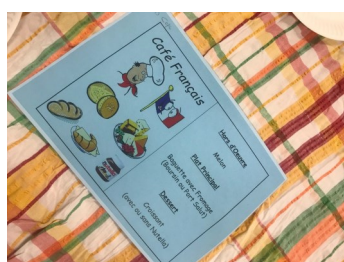 Café Français
Hors d'Oeuvre
Melon
Plat Principal
Baguette avec Fromage
(Boursin ou Port Salut)
Dessert
Croissant
(avec ou sans Nutella)